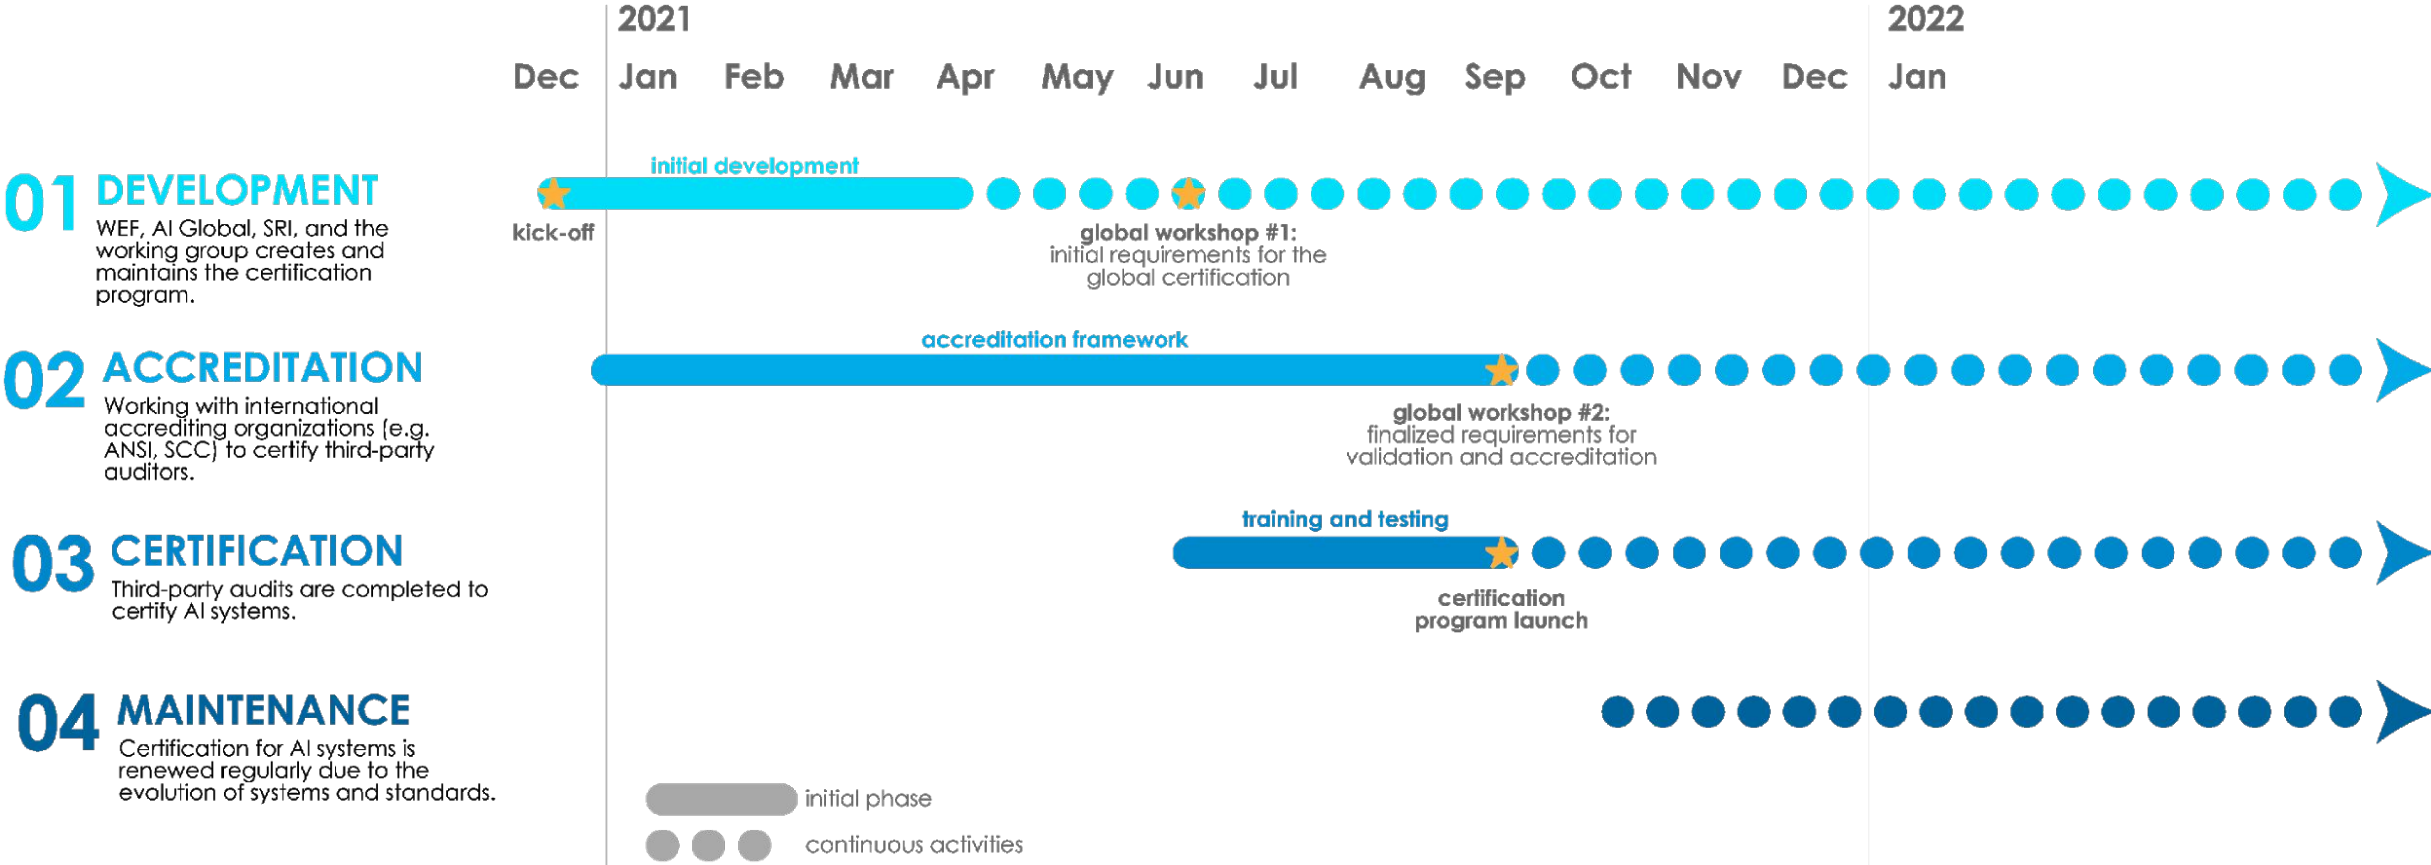 2021
2022
Dec Jan Feb Mar Apr May Jun Jul Aug Sep Oct Nov Dec Jan
01 DEVELOPMENT
WEF, AI Global, SRI, and the
working group creates and
maintains the certification
program.
initial development
kick-off
global workshop #1:
initial requirements for the
global certification
02 ACCREDITATION
Working with international
accrediting organizations (e.g.
ANSI, SCC) to certify third-party
auditors.
accreditation framework
global workshop #2:
finalized requirements for
validation and accreditation
03 CERTIFICATION
Third-party audits are completed to
certify AI systems.
training and testing
certification
program launch
04 MAINTENANCE
Certification for AI systems is
renewed regularly due to the
evolution of systems and standards.
initial phase
continuous activities